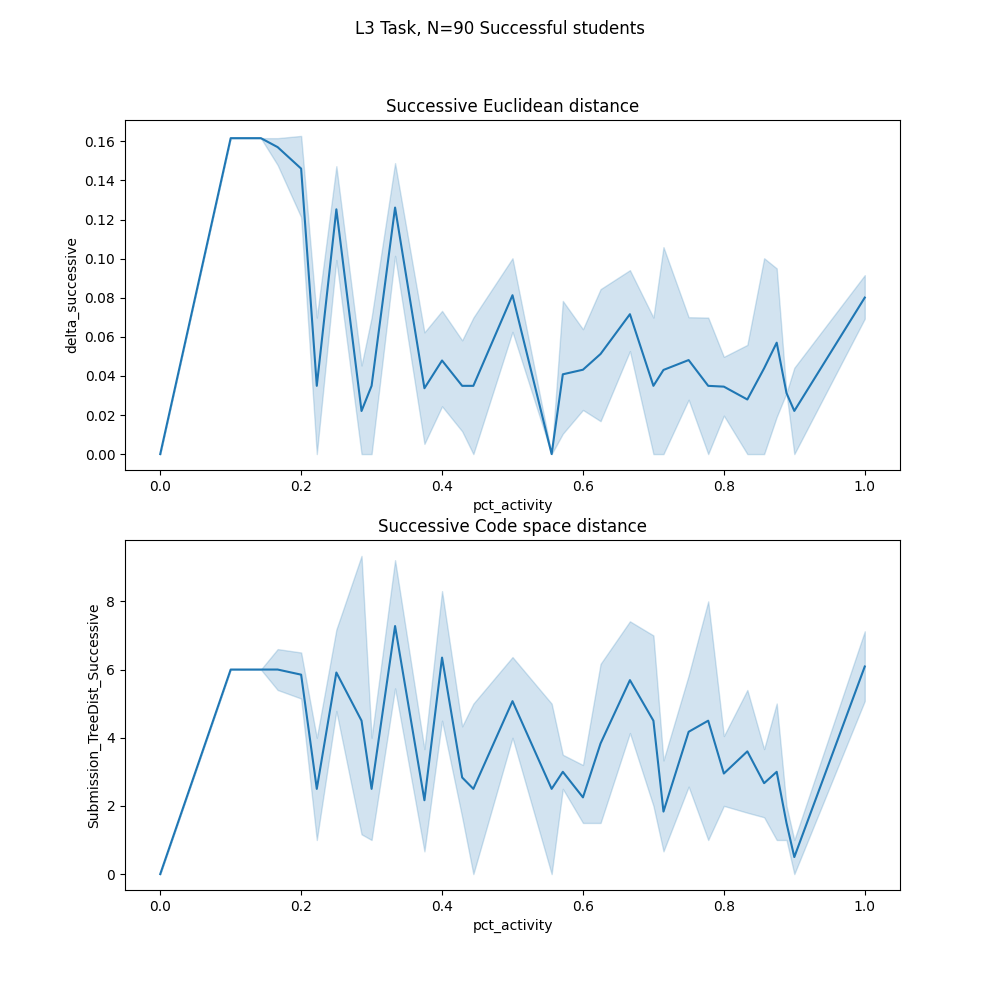 L3 Task, N=90 Successful students
Successive Euclidean distance
delta_successive
0.16
0.14
0.12
0.10
0.08
0.06
0.04
0.02
0.00
0.0 0.2 0.4 0.6 0.8 1.0
pct_activity
Successive Code space distance
Submission_TreeDist_Successive
8
6
4
2
0
0.0 0.2 0.4 0.6 0.8 1.0
pct_activity